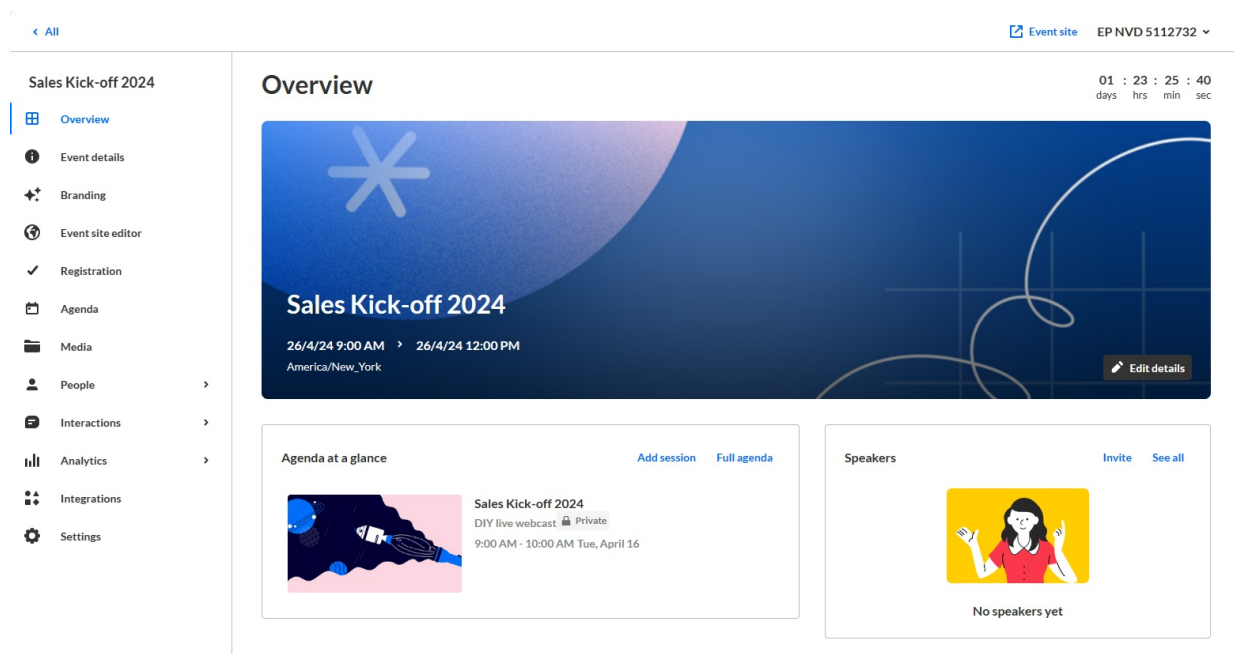 All
Event site
EP NVD 5112732
Sales Kick-off 2024
Overview
Event details
Branding
Event site editor
Registration
Agenda
Media
People
Interactions
Analytics
Integrations
Settings
Overview
01 : 23 : 25 : 40
days hrs min sec
Sales Kick-off 2024
26/4/24 9:00 AM > 26/4/24 12:00 PM
America/New_York
Edit details
Agenda at a glance
Add session
Full agenda
Sales Kick-off 2024
DIY live webcast Private
9:00 AM - 10:00 AM Tue, April 16
Speakers
Invite
See all
No speakers yet